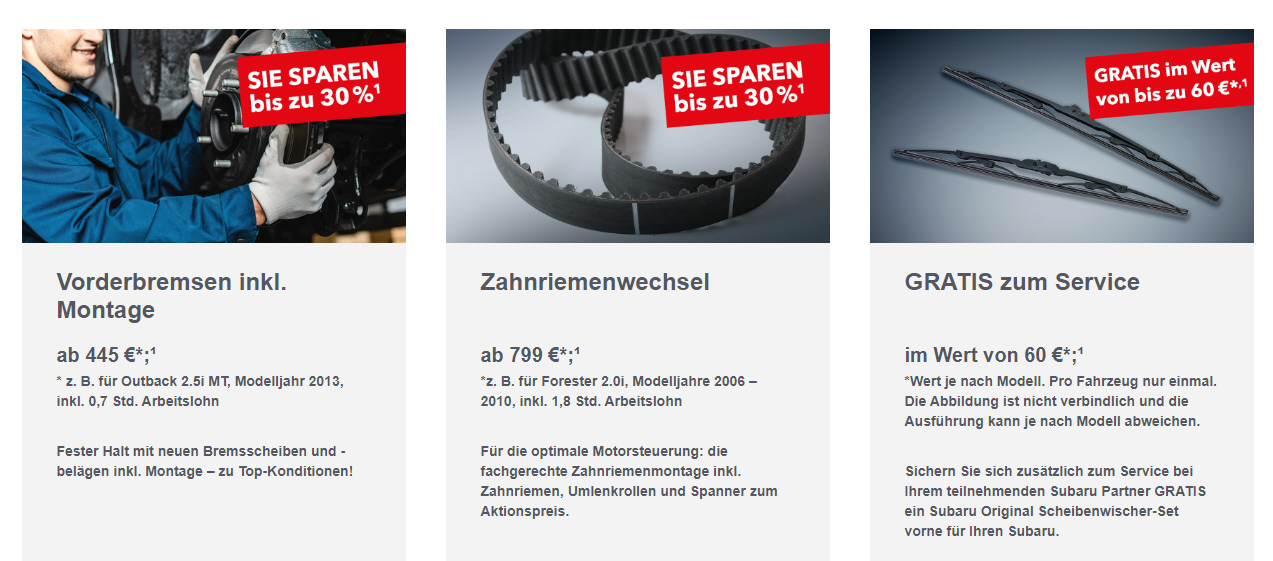 SIE SPAREN
bis zu 30 %¹
Vorderbremsen inkl.
Montage
ab 445 €*;¹
* z. B. für Outback 2.5i MT, Modelljahr 2013,
inkl. 0,7 Std. Arbeitslohn
Fester Halt mit neuen Bremsscheiben und -
belägen inkl. Montage – zu Top-Konditionen!
SIE SPAREN
bis zu 30 %¹
Zahnriemenwechsel
ab 799 €*;¹
*z. B. für Forester 2.0i, Modelljahre 2006 –
2010, inkl. 1,8 Std. Arbeitslohn
Für die optimale Motorsteuerung: die
fachgerechte Zahnriemenmontage inkl.
Zahnriemen, Umlenkrollen und Spanner zum
Aktionspreis.
GRATIS im Wert
von bis zu 60 €*,¹
GRATIS zum Service
im Wert von 60 €*;¹
*Wert je nach Modell. Pro Fahrzeug nur einmal.
Die Abbildung ist nicht verbindlich und die
Ausführung kann je nach Modell abweichen.
Sichern Sie sich zusätzlich zum Service bei
Ihrem teilnehmenden Subaru Partner GRATIS
ein Subaru Original Scheibenwischer-Set
vorne für Ihren Subaru.